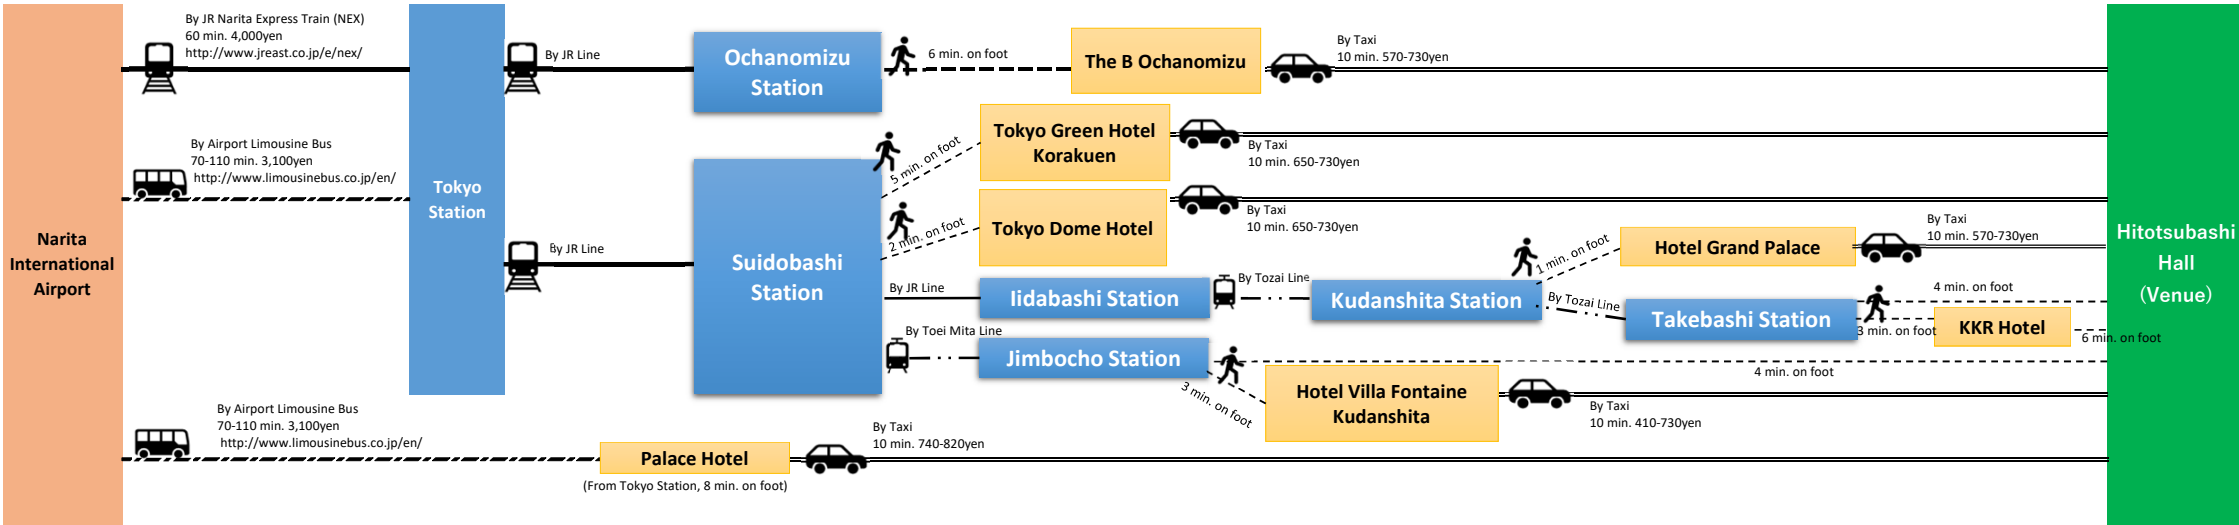 Narita
International
Airport
By JR Narita Express Train (NEX)
60 min. 4,000yen
http://www.jreast.co.jp/e/nex/
By Airport Limousine Bus
70-110 min. 3,100yen
http://www.limousinebus.co.jp/en/
Tokyo
Station
By JR Line
Ochanomizu
Station
6 min. on foot
The B Ochanomizu
By Taxi
10 min. 570-730yen
By JR Line
Suidobashi
Station
5 min. on foot
Tokyo Green Hotel
Korakuen
By Taxi
10 min. 650-730yen
2 min. on foot
Tokyo Dome Hotel
By Taxi
10 min. 650-730yen
By JR Line
Iidabashi Station
By Tozai Line
Kudanshita Station
1 min. on foot
Hotel Grand Palace
By Taxi
10 min. 570-730yen
By Tozai Line
Takebashi Station
4 min. on foot
3 min. on foot
KKR Hotel
6 min. on foot
By Toei Mita Line
Jimbocho Station
4 min. on foot
3 min. on foot
Hotel Villa Fontaine
Kudanshita
By Taxi
10 min. 410-730yen
By Airport Limousine Bus
70-110 min. 3,100yen
http://www.limousinebus.co.jp/en/
Palace Hotel
(From Tokyo Station, 8 min. on foot)
By Taxi
10 min. 740-820yen
Hitotsubashi
Hall
(Venue)